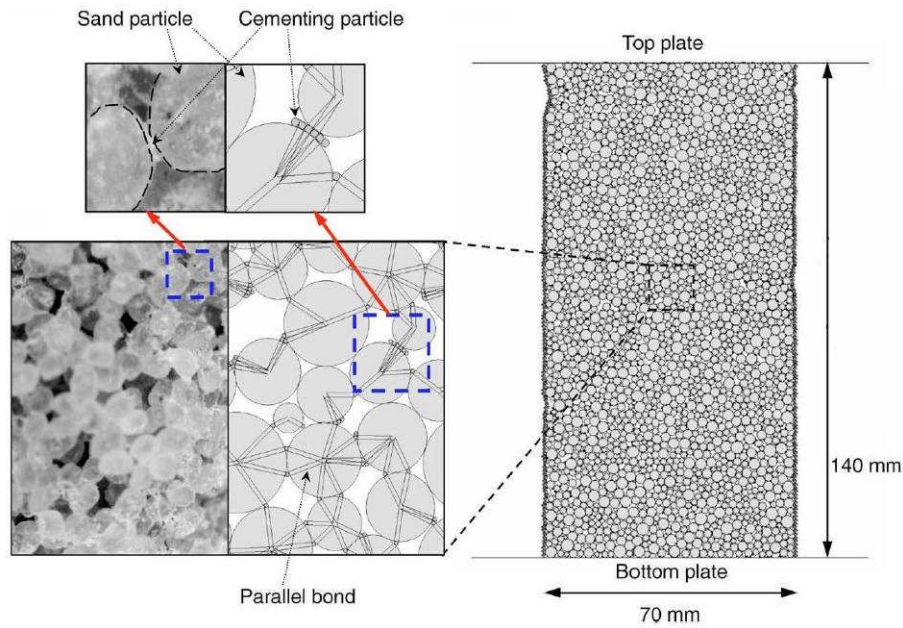 Sand particle
Cementing particle
Top plate
140 mm
Parallel bond
Bottom plate
70 mm